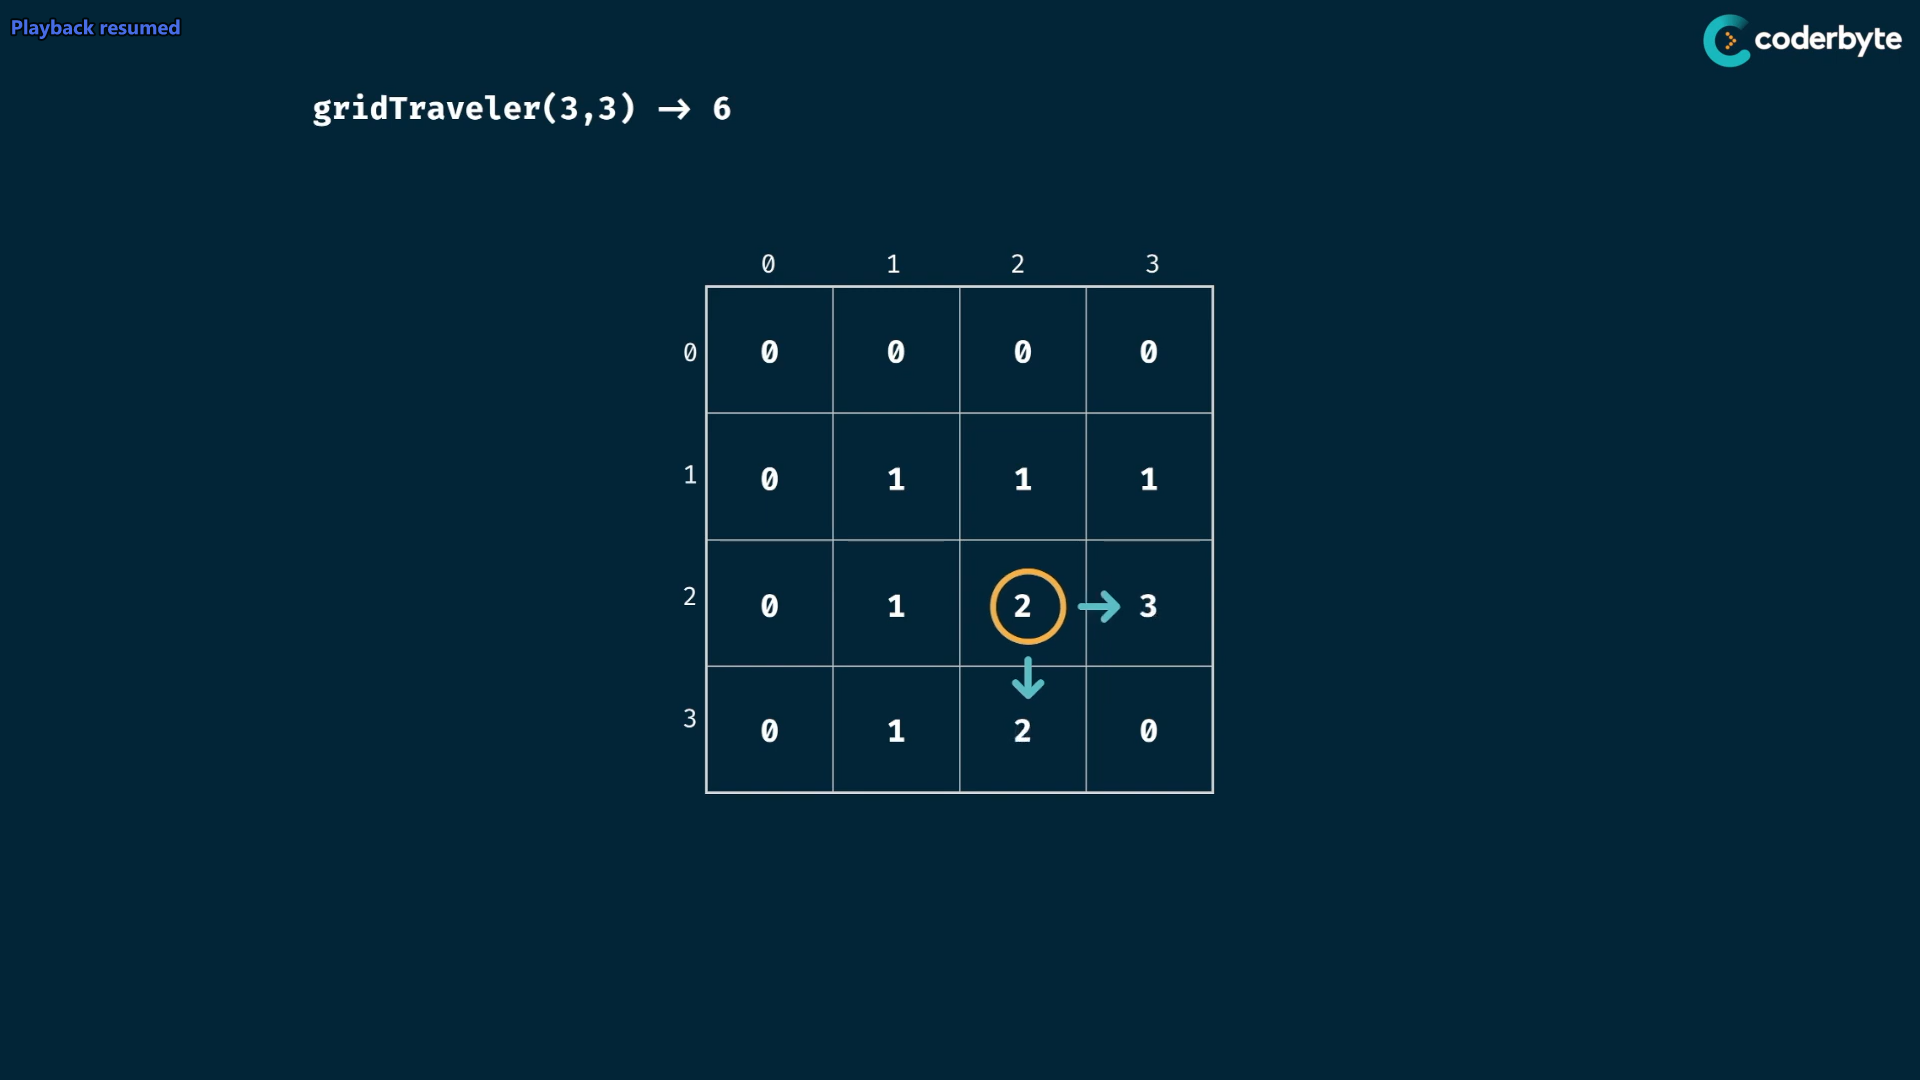 Playback resumed
coderbyte
gridTraveler(3,3) → 6
0 1 2 3
0 0 0 0 0
1 0 1 1 1
2 0 1 2 → 3
↓
3 0 1 2 0